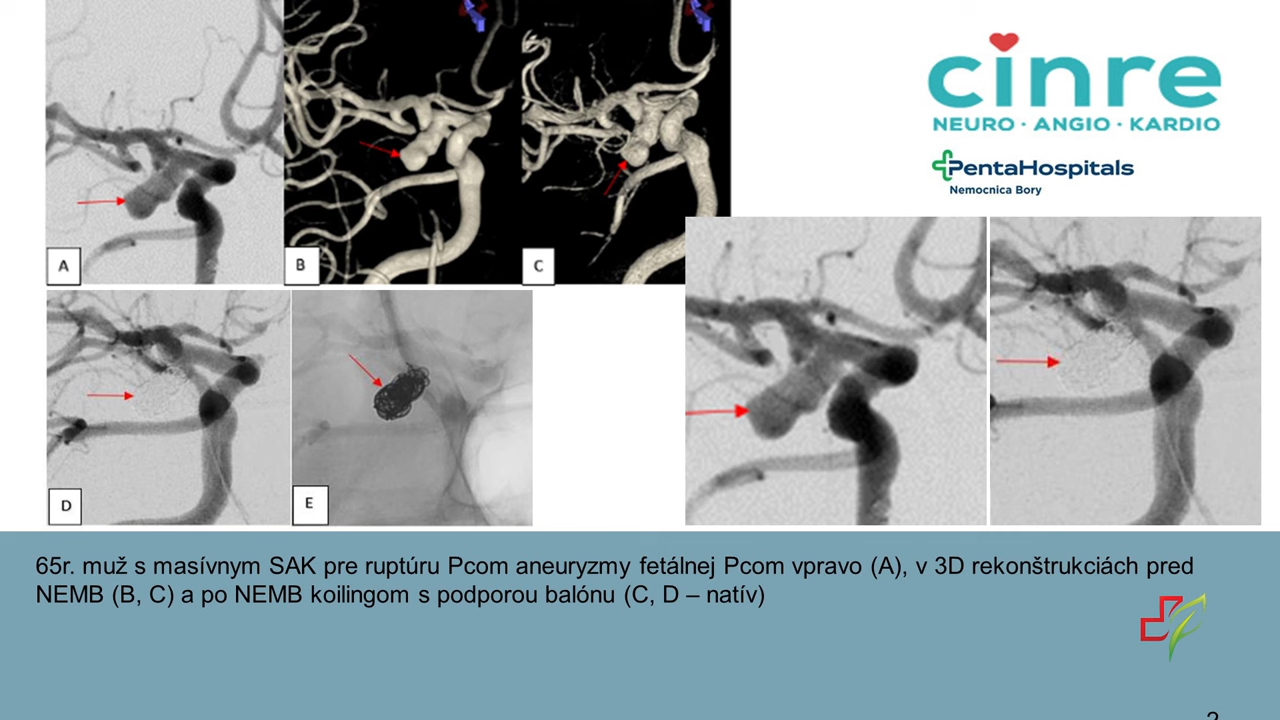 cinre
NEURO · ANGIO · KARDIO
PentaHospitals
Nemocnica Bory
A
B
C
D
E
65r. muž s masívnym SAK pre ruptúru Pcom aneuryzmy fetálnej Pcom vpravo (A), v 3D rekonštrukciách pred
NEMB (B, C) a po NEMB koilingom s podporou balónu (C, D – natív)